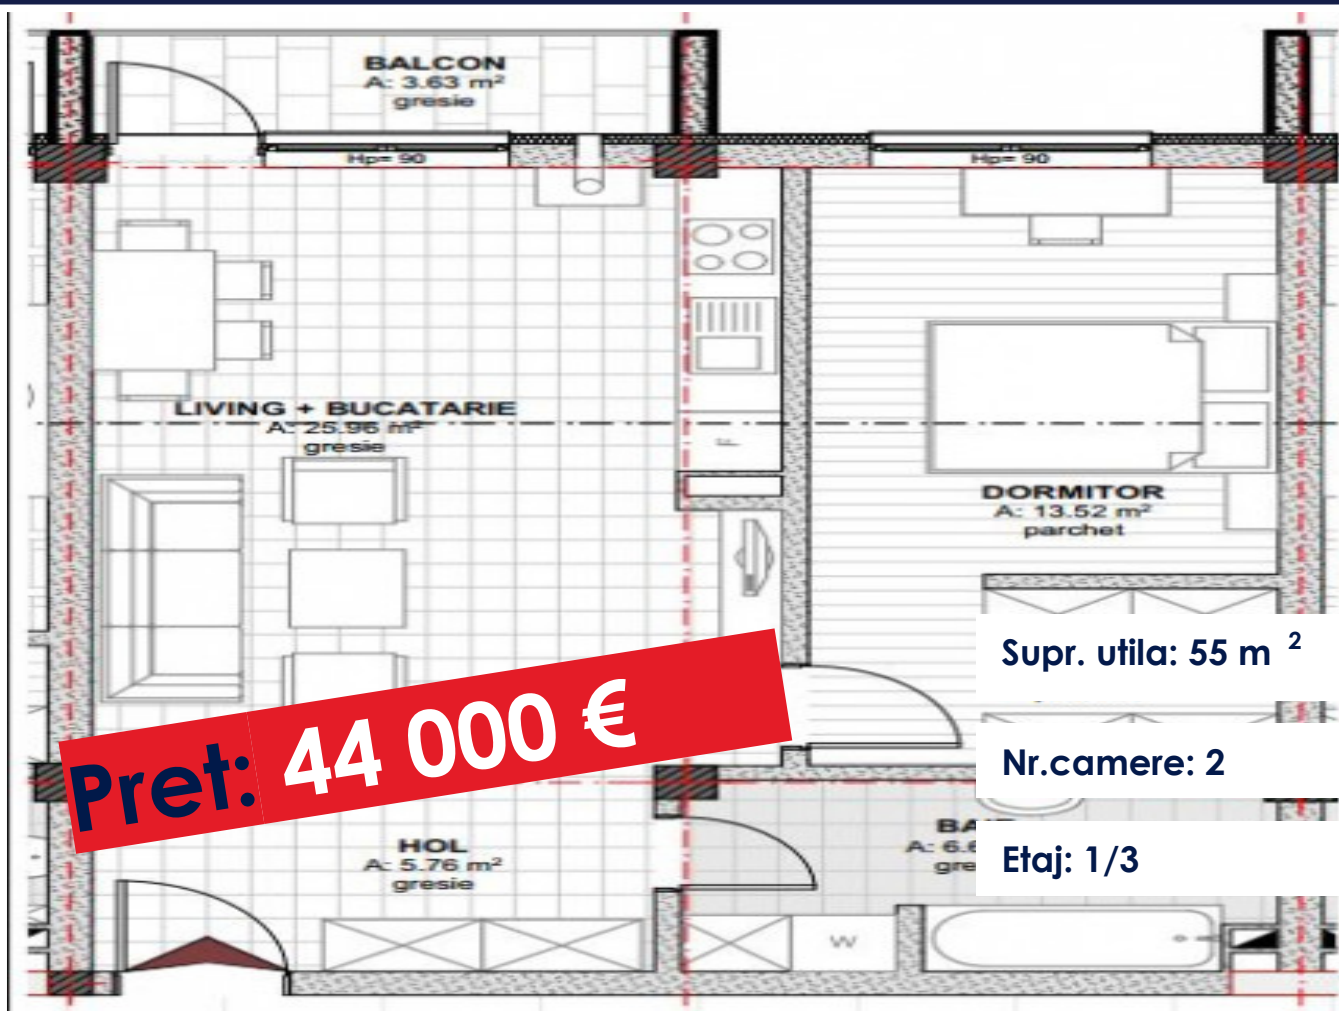 BALCON
A: 3.63 m²
gresie
Hp= 90
Hp= 90
LIVING + BUCATARIE
A: 25.96 m²
gresie
F
DORMITOR
A: 13.52 m²
parchet
Supr. utila: 55 m ²
Pret: 44 000 €
Nr.camere: 2
HOL
A: 5.76 m²
gresie
Etaj: 1/3
W